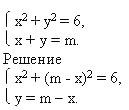 x² + y² = 6,
x + y = m.
Решение
x² + (m - x)² = 6,
y = m – x.